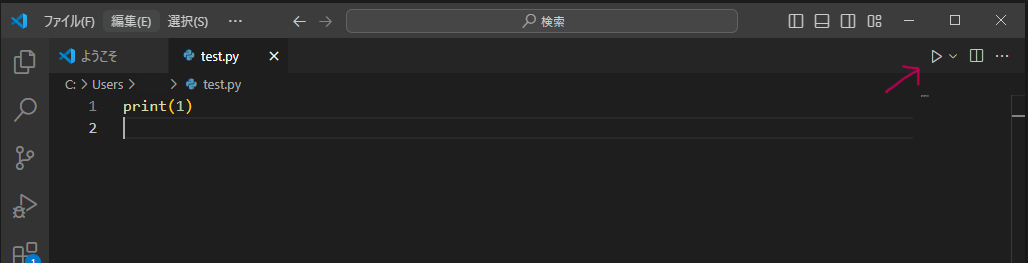 ファイル(F) 編集(E) 選択(S) ··· 検索
ようこそ test.py
C: > Users > > test.py
1 print(1)
2
1